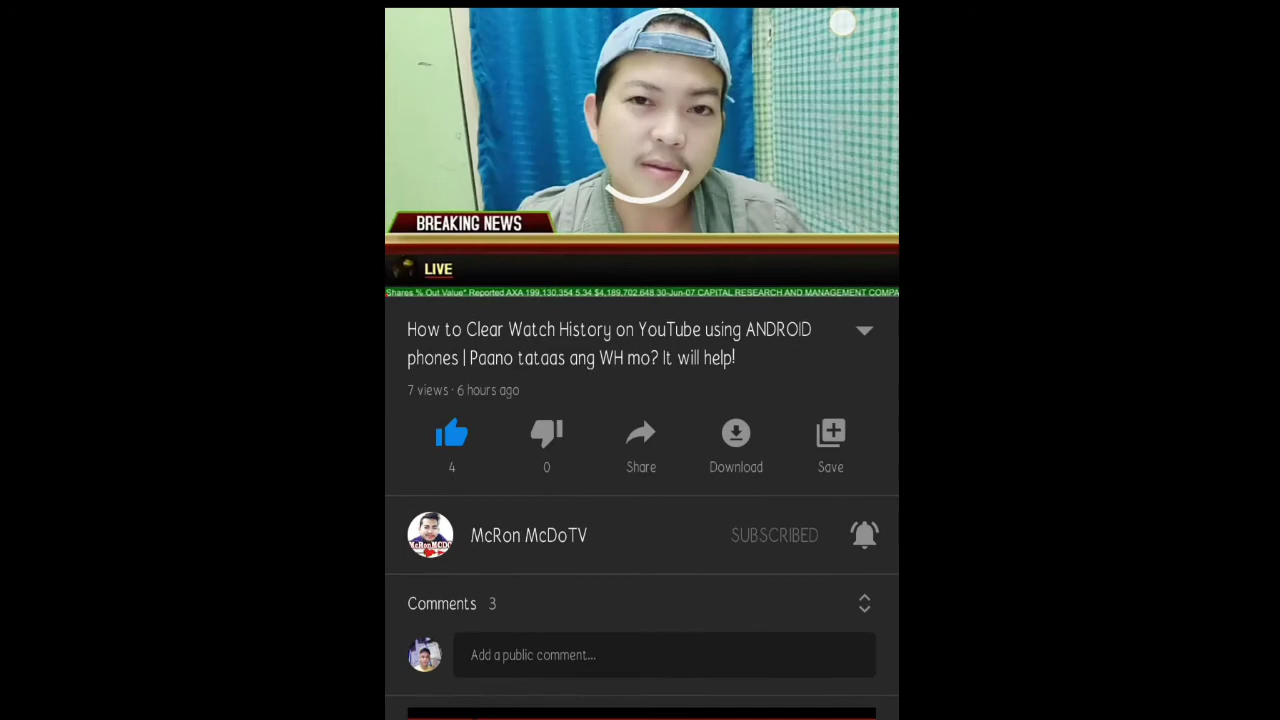 BREAKING NEWS
LIVE
Shares % Out Value* Reported AXA 199,130,354 5.34 $4,189,702,648 30-Jun-07 CAPITAL RESEARCH AND MANAGEMENT COMPA
How to Clear Watch History on YouTube using ANDROID
phones | Paano tataas ang WH mo? It will help!
7 views · 6 hours ago
4
0
Share
Download
Save
McRon McDoTV
SUBSCRIBED
Comments 3
Add a public comment...